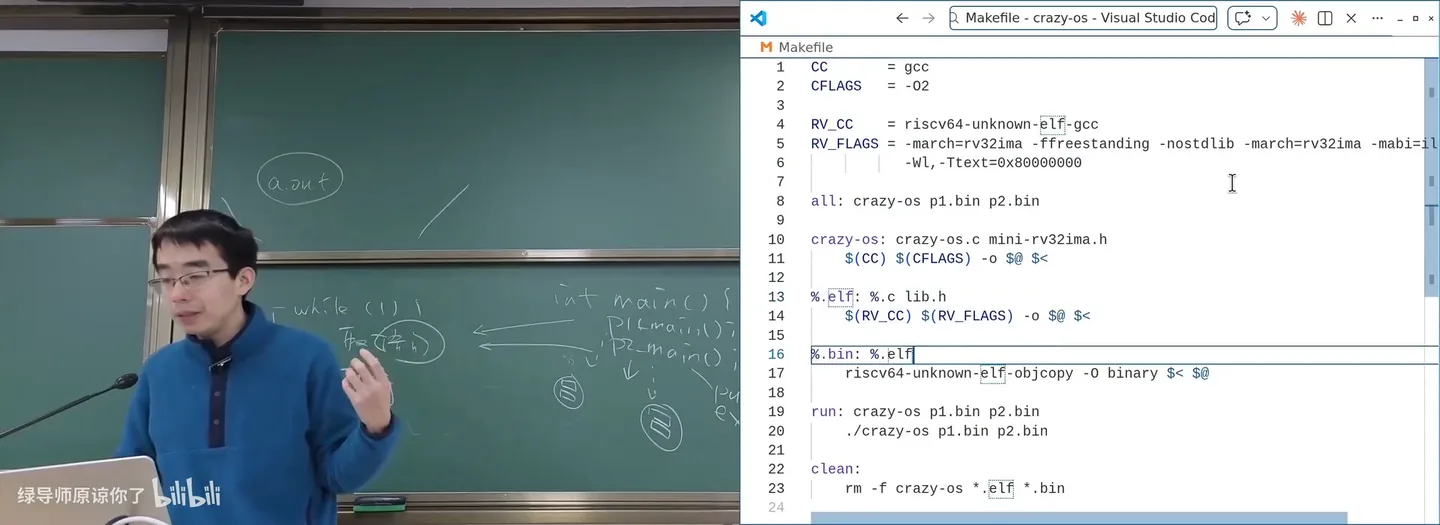 a.out
while (1) {
int main() {
p1_main();
p2_main();
绿导师原谅你了 bilibili
Makefile - crazy-os - Visual Studio Cod
Makefile
1 CC       = gcc
2 CFLAGS   = -O2
3
4 RV_CC    = riscv64-unknown-elf-gcc
5 RV_FLAGS = -march=rv32ima -ffreestanding -nostdlib -march=rv32ima -mabi=il
6            -Wl,-Ttext=0x80000000
7
8 all: crazy-os p1.bin p2.bin
9
10 crazy-os: crazy-os.c mini-rv32ima.h
11     $(CC) $(CFLAGS) -o $@ $<
12
13 %.elf: %.c lib.h
14     $(RV_CC) $(RV_FLAGS) -o $@ $<
15
16 %.bin: %.elf
17     riscv64-unknown-elf-objcopy -O binary $< $@
18
19 run: crazy-os p1.bin p2.bin
20     ./crazy-os p1.bin p2.bin
21
22 clean:
23     rm -f crazy-os *.elf *.bin
24